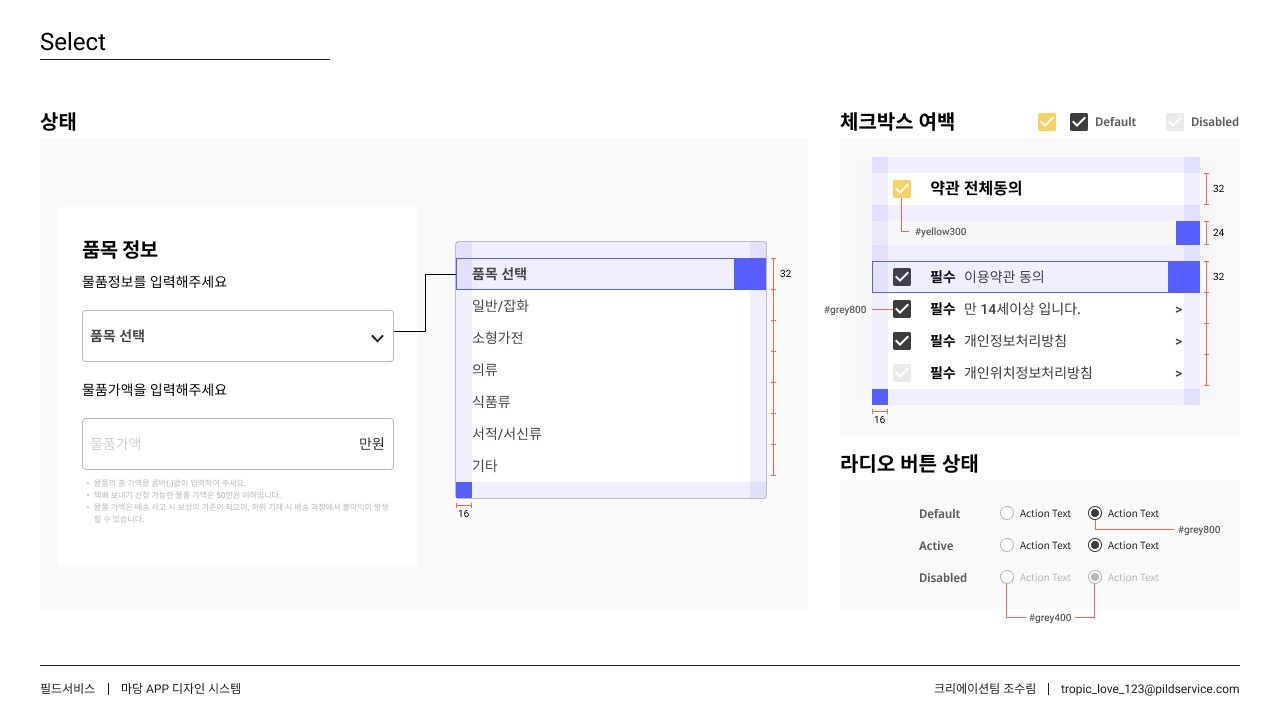 Select
상태
품목 정보
물품정보를 입력해주세요
품목 선택
물품가액을 입력해주세요
물품가액 만원
• 물품의 총 가액을 콤바(,)없이 입력하여 주세요.
• 택배 보내기 신청 가능한 물품 가액은 50만원 이하입니다.
• 물품 가액은 배송 사고 시 보상의 기준이 되오며, 허위 기재 시 배송 과정에서 불이익이 발생
할 수 있습니다.
품목 선택
일반/잡화
소형가전
의류
식품류
서적/서신류
기타
32
16
체크박스 여백
Default
Disabled
약관 전체동의
32
#yellow300
24
필수 이용약관 동의
32
#grey800
필수 만 14세이상 입니다. >
필수 개인정보처리방침 >
필수 개인위치정보처리방침 >
16
라디오 버튼 상태
Default Action Text Action Text
#grey800
Active Action Text Action Text
Disabled Action Text Action Text
#grey400
필드서비스 | 마당 APP 디자인 시스템
크리에이션팀 조수림 | tropic_love_123@pildservice.com